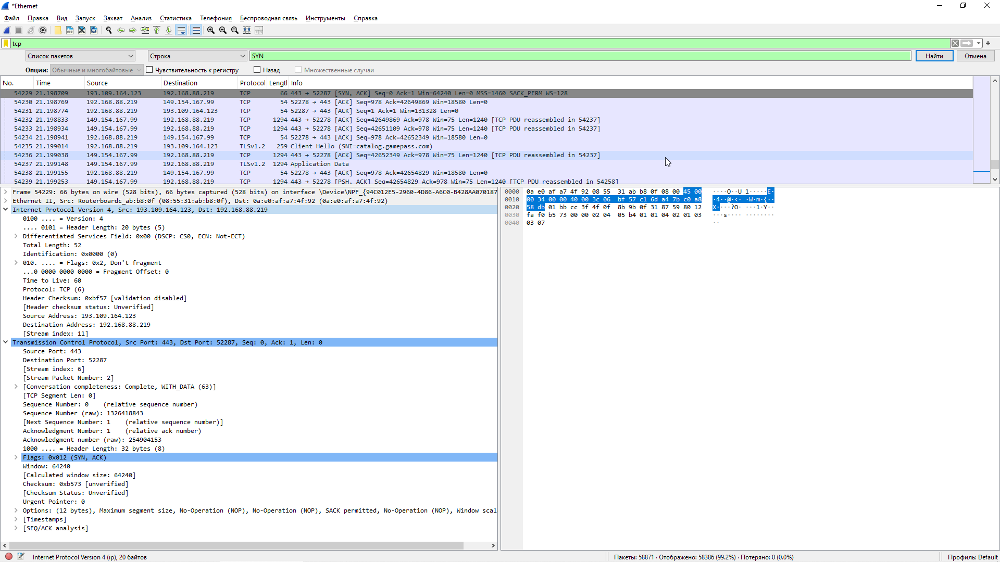 *Ethernet
Файл Правка Вид Запуск Захват Анализ Статистика Телефония Беспроводная связь Инструменты Справка
tcp
Список пакетов Строка SYN Найти Отмена
Опции: Обычные и многобайтовые Чувствительность к регистру Назад Множественные случаи
No. Time Source Destination Protocol Lengtl Info
54229 21.198709 193.109.164.123 192.168.88.219 TCP 66 443 → 52287 [SYN, ACK] Seq=0 Ack=1 Win=64240 Len=0 MSS=1460 SACK_PERM WS=128
54230 21.198769 192.168.88.219 149.154.167.99 TCP 54 52278 → 443 [ACK] Seq=978 Ack=42649869 Win=18580 Len=0
54231 21.198774 192.168.88.219 193.109.164.123 TCP 54 52287 → 443 [ACK] Seq=1 Ack=1 Win=131328 Len=0
54232 21.198833 149.154.167.99 192.168.88.219 TCP 1294 443 → 52278 [ACK] Seq=42649869 Ack=978 Win=75 Len=1240 [TCP PDU reassembled in 54237]
54233 21.198934 149.154.167.99 192.168.88.219 TCP 1294 443 → 52278 [ACK] Seq=42651109 Ack=978 Win=75 Len=1240 [TCP PDU reassembled in 54237]
54234 21.198941 192.168.88.219 149.154.167.99 TCP 54 52278 → 443 [ACK] Seq=978 Ack=42652349 Win=18580 Len=0
54235 21.199014 192.168.88.219 193.109.164.123 TLSv1.2 259 Client Hello (SNI=catalog.gamepass.com)
54236 21.199038 149.154.167.99 192.168.88.219 TCP 1294 443 → 52278 [ACK] Seq=42652349 Ack=978 Win=75 Len=1240 [TCP PDU reassembled in 54237]
54237 21.199148 149.154.167.99 192.168.88.219 TLSv1.2 1294 Application Data
54238 21.199155 192.168.88.219 149.154.167.99 TCP 54 52278 → 443 [ACK] Seq=978 Ack=42654829 Win=18580 Len=0
54239 21.199253 149.154.167.99 192.168.88.219 TCP 1294 443 → 52278 [PSH, ACK] Seq=42654829 Ack=978 Win=75 Len=1240 [TCP PDU reassembled in 54258]
Frame 54229: 66 bytes on wire (528 bits), 66 bytes captured (528 bits) on interface \Device\NPF_{94C012E5-2960-4D86-A6C0-B428AA070187
Ethernet II, Src: Routerboardc_ab:b8:0f (08:55:31:ab:b8:0f), Dst: 0a:e0:af:a7:4f:92 (0a:e0:af:a7:4f:92)
Internet Protocol Version 4, Src: 193.109.164.123, Dst: 192.168.88.219
0100 .... = Version: 4
.... 0101 = Header Length: 20 bytes (5)
Differentiated Services Field: 0x00 (DSCP: CS0, ECN: Not-ECT)
Total Length: 52
Identification: 0x0000 (0)
010. .... = Flags: 0x2, Don't fragment
...0 0000 0000 0000 = Fragment Offset: 0
Time to Live: 60
Protocol: TCP (6)
Header Checksum: 0xbf57 [validation disabled]
[Header checksum status: Unverified]
Source Address: 193.109.164.123
Destination Address: 192.168.88.219
[Stream index: 11]
Transmission Control Protocol, Src Port: 443, Dst Port: 52287, Seq: 0, Ack: 1, Len: 0
Source Port: 443
Destination Port: 52287
[Stream index: 6]
[Stream Packet Number: 2]
[Conversation completeness: Complete, WITH_DATA (63)]
[TCP Segment Len: 0]
Sequence Number: 0 (relative sequence number)
Sequence Number (raw): 1326418843
[Next Sequence Number: 1 (relative sequence number)]
Acknowledgment Number: 1 (relative ack number)
Acknowledgment number (raw): 254904153
1000 .... = Header Length: 32 bytes (8)
Flags: 0x012 (SYN, ACK)
Window: 64240
[Calculated window size: 64240]
Checksum: 0xb573 [unverified]
[Checksum Status: Unverified]
Urgent Pointer: 0
Options: (12 bytes), Maximum segment size, No-Operation (NOP), No-Operation (NOP), SACK permitted, No-Operation (NOP), Window scal
[Timestamps]
[SEQ/ACK analysis]
0000 0a e0 af a7 4f 92 08 55 31 ab b8 0f 08 00 45 00 ····O··U 1·····E·
0010 00 34 00 00 40 00 3c 06 bf 57 c1 6d a4 7b c0 a8 ·4··@·<· ·W·m·{··
0020 58 db 01 bb cc 3f 4f 0f 8b 9b 0f 31 87 59 80 12 X····?O· ···1·Y··
0030 fa f0 b5 73 00 00 02 04 05 b4 01 01 04 02 01 03 ···s···· ········
0040 03 07 ··
Internet Protocol Version 4 (ip), 20 байтов Пакеты: 58871 · Отображено: 58386 (99.2%) · Потеряно: 0 (0.0%) Профиль: Default